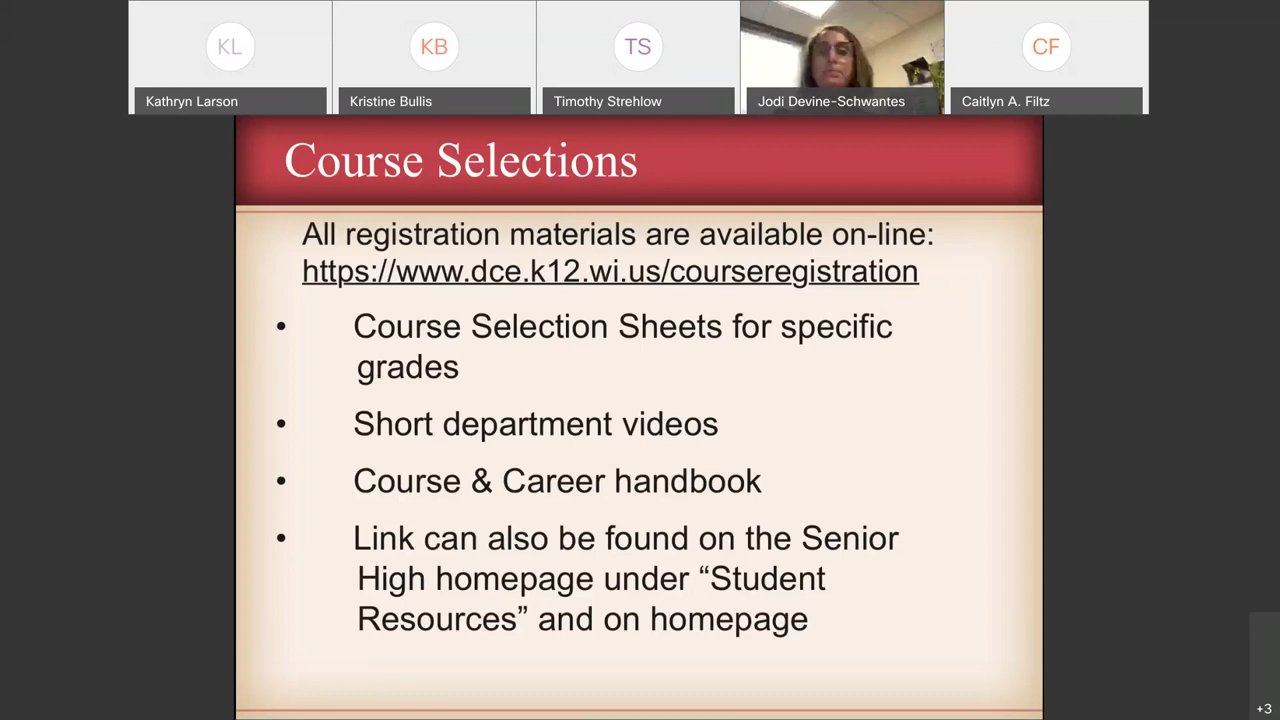 KL
KB
TS
CF
Kathryn Larson
Kristine Bullis
Timothy Strehlow
Jodi Devine-Schwantes
Caitlyn A. Filtz
Course Selections
All registration materials are available on-line:
https://www.dce.k12.wi.us/courseregistration
• Course Selection Sheets for specific
grades
• Short department videos
• Course & Career handbook
• Link can also be found on the Senior
High homepage under “Student
Resources” and on homepage
+3